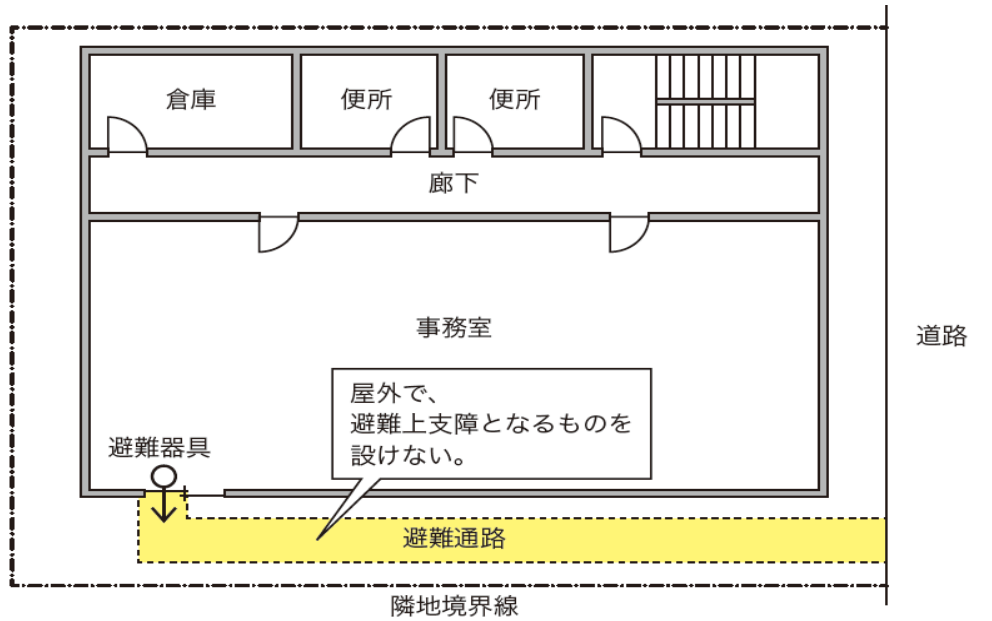 倉庫
便所
便所
廊下
事務室
道路
屋外で、
避難上支障となるものを
設けない。
避難器具
避難通路
隣地境界線